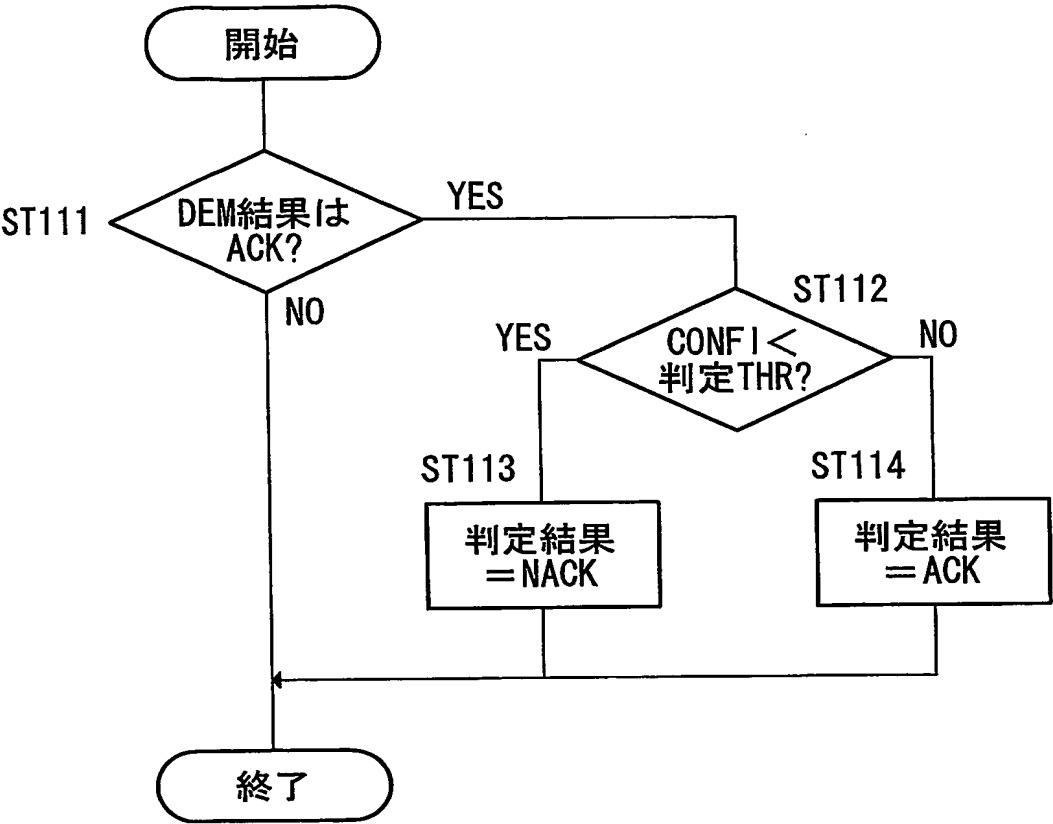 開始
ST111
DEM結果は
ACK?
YES
NO
ST112
CONFI<
判定THR?
YES
NO
ST113
判定結果
=NACK
ST114
判定結果
=ACK
終了